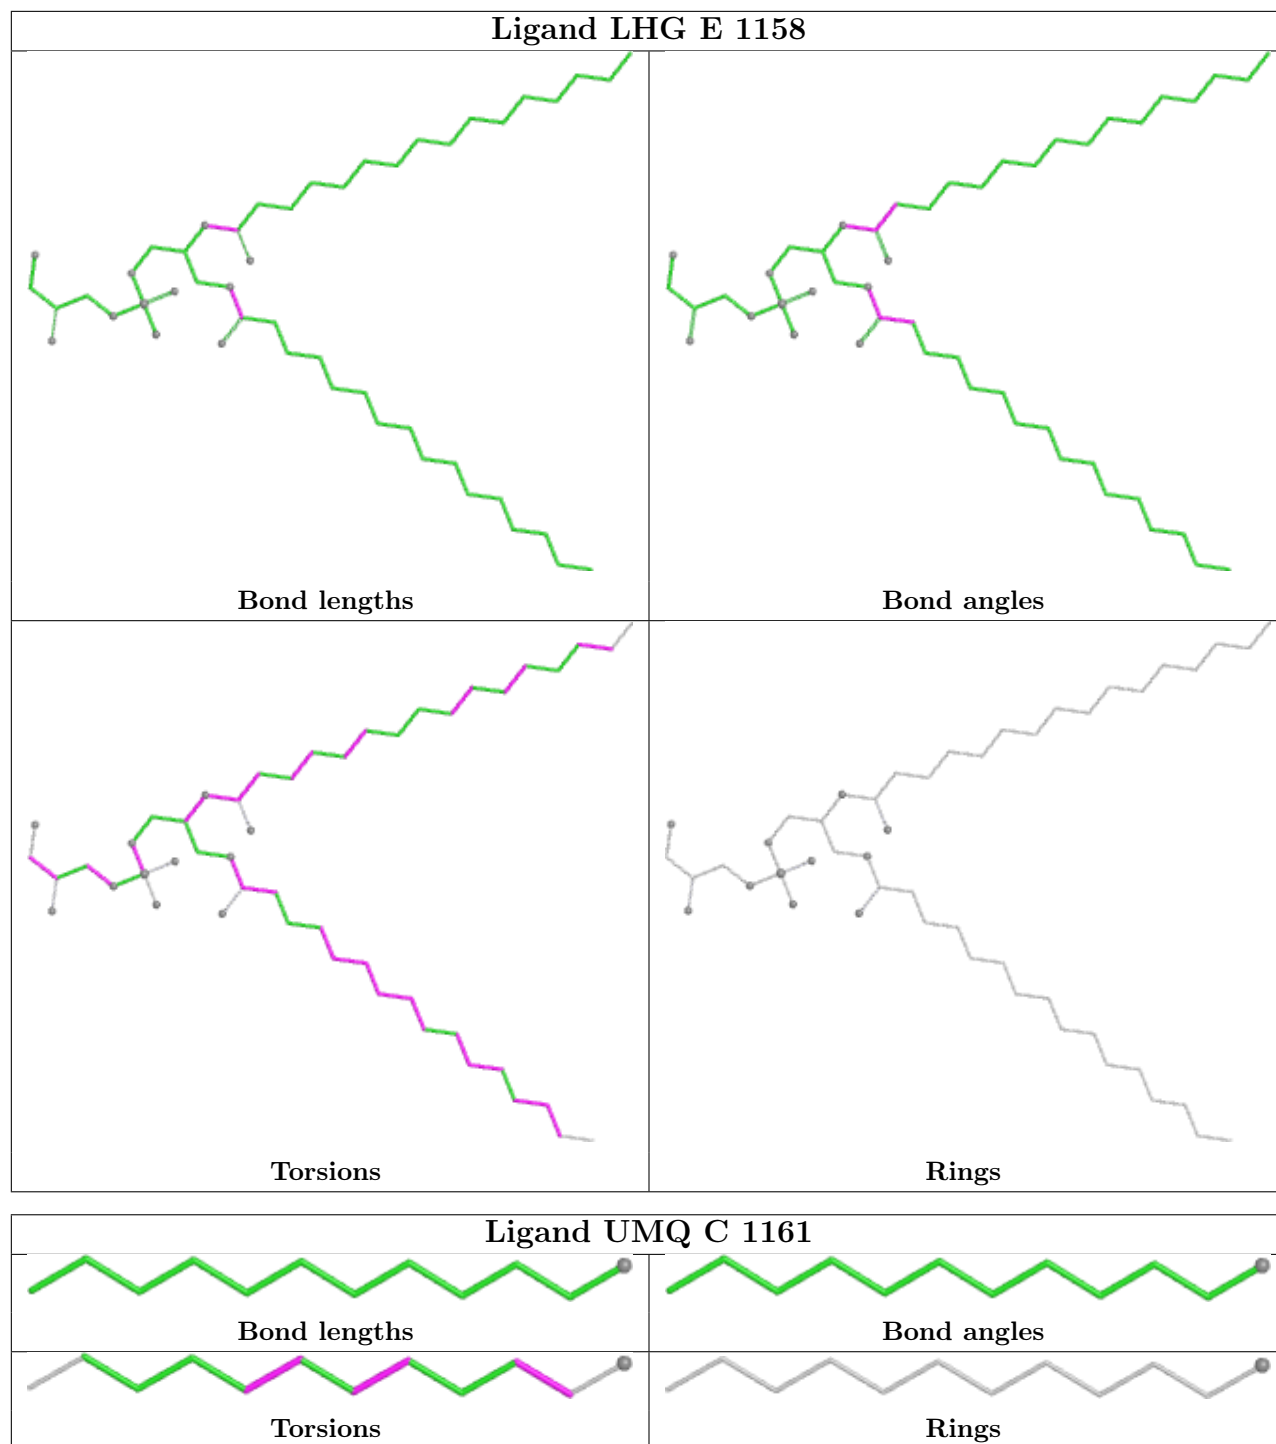 Ligand LHG E 1158
Bond lengths
Bond angles
Torsions
Rings
Ligand UMQ C 1161
Bond lengths
Bond angles
Torsions
Rings